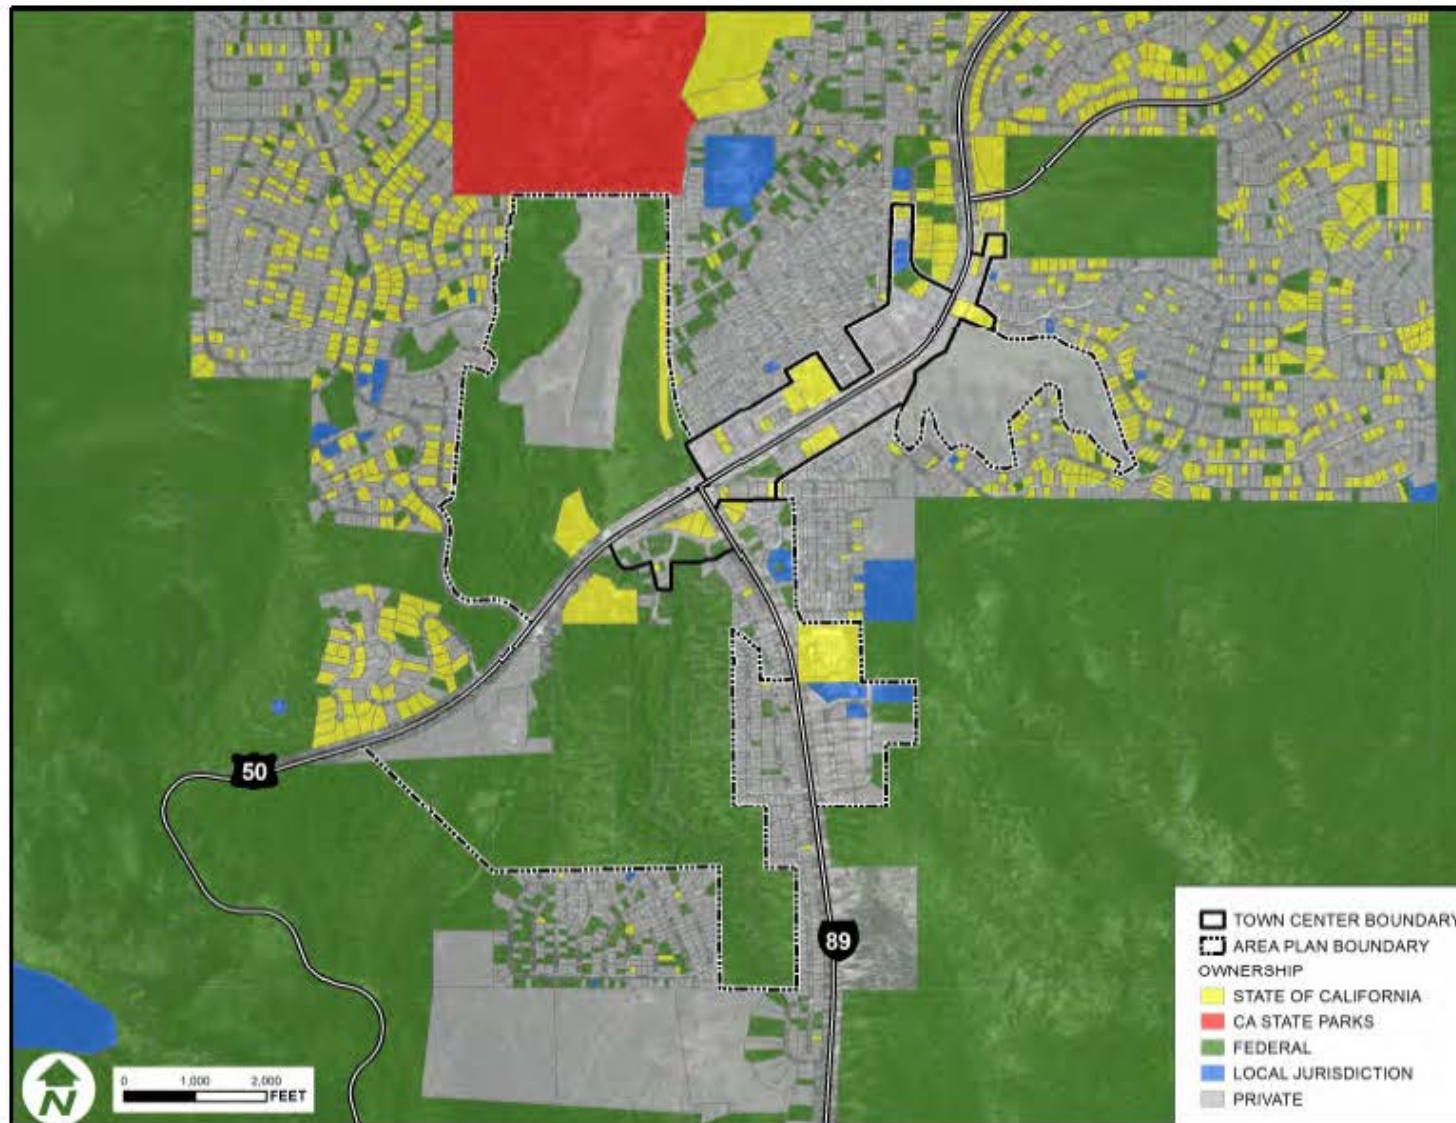 50
89
TOWN CENTER BOUNDARY
AREA PLAN BOUNDARY
OWNERSHIP
STATE OF CALIFORNIA
CA STATE PARKS
FEDERAL
LOCAL JURISDICTION
PRIVATE
N
0 1,000 2,000
FEET